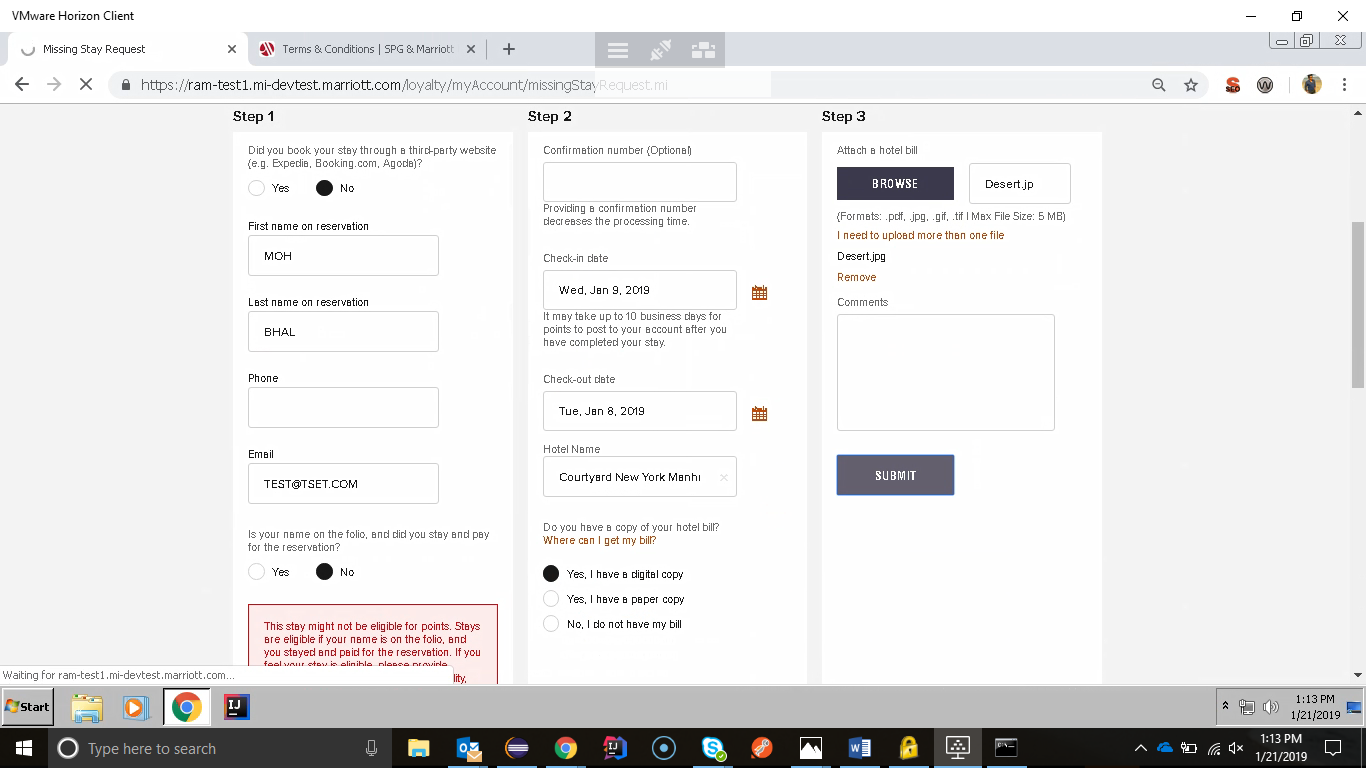 VMware Horizon Client
Missing Stay Request
Terms & Conditions | SPG & Marriott
https://ram-test1.mi-devtest.marriott.com/loyalty/myAccount/missingStayRequest.mi
Step 1
Did you book your stay through a third-party website
(e.g. Expedia, Booking.com, Agoda)?
Yes No
First name on reservation
MOH
Last name on reservation
BHAL
Phone
Email
TEST@TSET.COM
Is your name on the folio, and did you stay and pay
for the reservation?
Yes No
This stay might not be eligible for points. Stays
are eligible if your name is on the folio, and
you stayed and paid for the reservation. If you
feel your stay is eligible, please provide
lity,
Step 2
Confirmation number (Optional)
Providing a confirmation number
decreases the processing time.
Check-in date
Wed, Jan 9, 2019
It may take up to 10 business days for
points to post to your account after you
have completed your stay.
Check-out date
Tue, Jan 8, 2019
Hotel Name
Courtyard New York Manh
Do you have a copy of your hotel bill?
Where can I get my bill?
Yes, I have a digital copy
Yes, I have a paper copy
No, I do not have my bill
Step 3
Attach a hotel bill
BROWSE
Desert.jp
(Formats: .pdf, .jpg, .gif, .tif I Max File Size: 5 MB)
I need to upload more than one file
Desert.jpg
Remove
Comments
SUBMIT
Waiting for ram-test1.mi-devtest.marriott.com...
Start
1:13 PM
1/21/2019
Type here to search
1:13 PM
1/21/2019